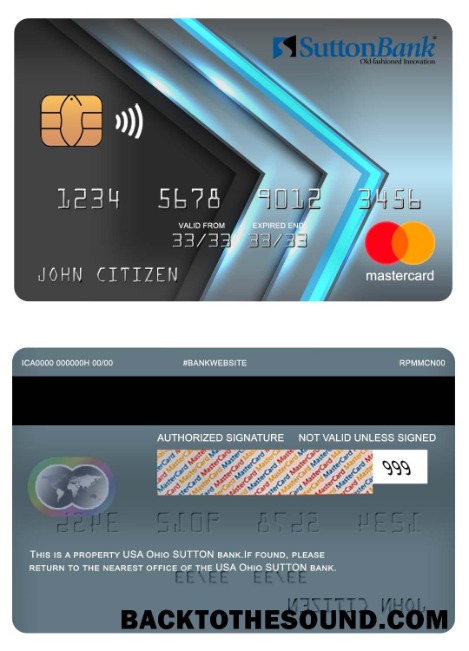 SuttonBank
Old-fashioned Innovation
1234 5678 9012 3456
VALID FROM EXPIRED END
33/33 33/33
JOHN CITIZEN
mastercard
ICA0000 000000H 00/00 #BANKWEBSITE RPMMCN00
AUTHORIZED SIGNATURE NOT VALID UNLESS SIGNED
MasterCard
999
THIS IS A PROPERTY USA OHIO SUTTON BANK.IF FOUND, PLEASE
RETURN TO THE NEAREST OFFICE OF THE USA OHIO SUTTON BANK.
BACKTOTHESOUND.COM